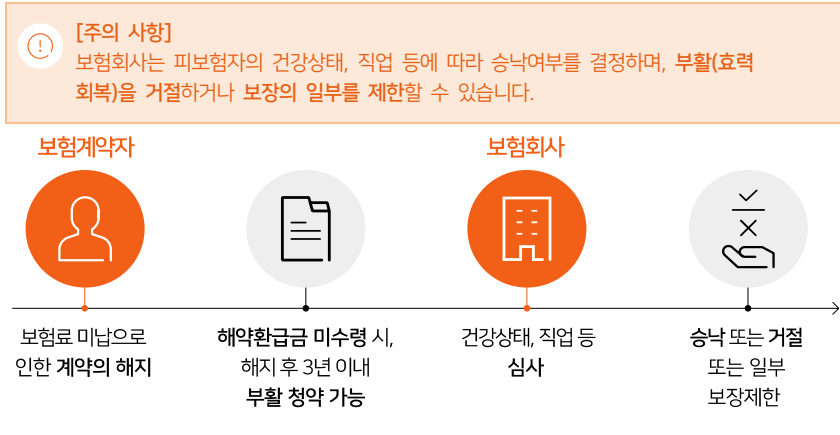 [주의 사항]
보험회사는 피보험자의 건강상태, 직업 등에 따라 승낙여부를 결정하며, 부활(효력
회복)을 거절하거나 보장의 일부를 제한할 수 있습니다.
보험계약자
보험회사
보험료 미납으로
인한 계약의 해지
해약환급금 미수령 시,
해지 후 3년 이내
부활 청약 가능
건강상태, 직업 등
심사
승낙 또는 거절
또는 일부
보장제한